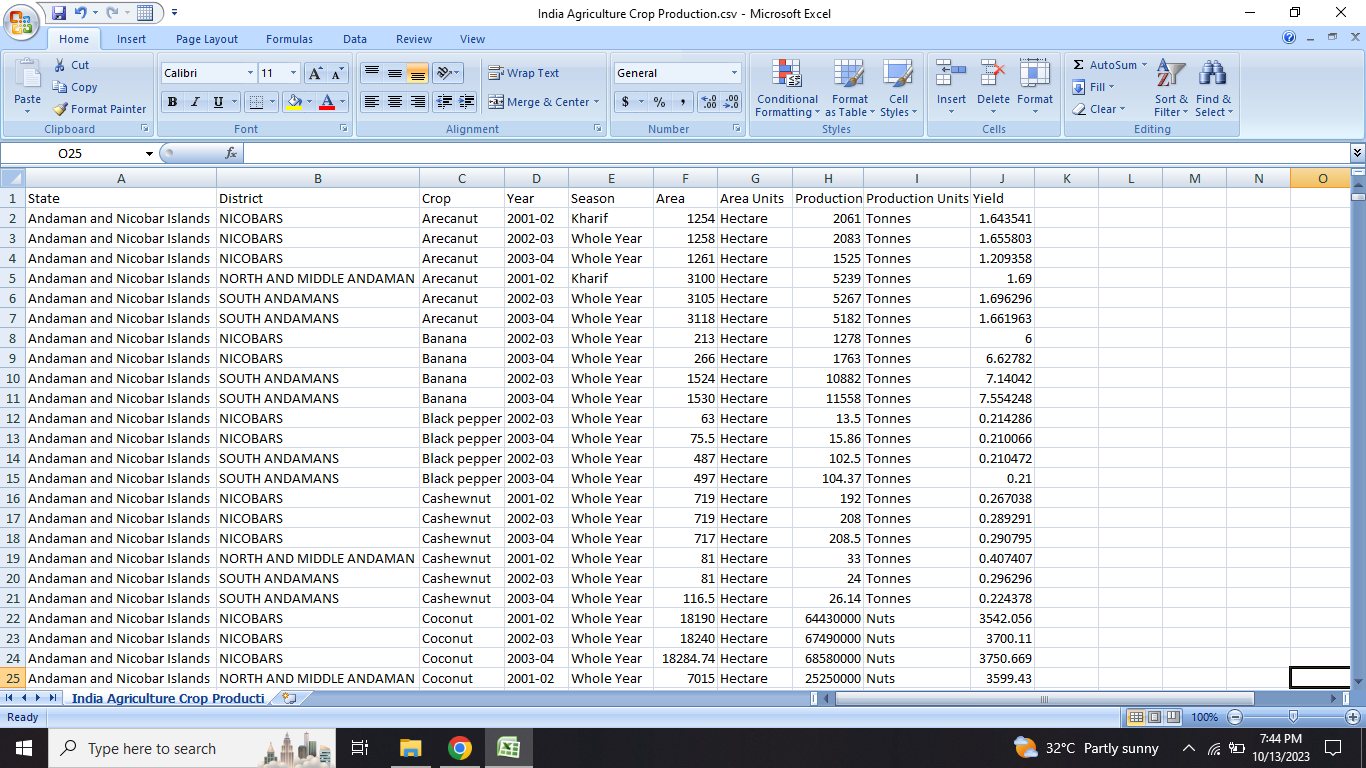 India Agriculture Crop Production.csv - Microsoft Excel
Home Insert Page Layout Formulas Data Review View
Paste Cut Copy Format Painter Clipboard
Calibri 11 A A B I U A Font
Wrap Text Merge & Center Alignment
General $ % , .00 .0 Number
Conditional Formatting Format as Table Cell Styles Styles
Insert Delete Format Cells
Σ AutoSum Fill Clear Sort & Filter Find & Select Editing
O25 fx
A B C D E F G H I J K L M N O
1 State District Crop Year Season Area Area Units Production Production Units Yield
2 Andaman and Nicobar Islands NICOBARS Arecanut 2001-02 Kharif 1254 Hectare 2061 Tonnes 1.643541
3 Andaman and Nicobar Islands NICOBARS Arecanut 2002-03 Whole Year 1258 Hectare 2083 Tonnes 1.655803
4 Andaman and Nicobar Islands NICOBARS Arecanut 2003-04 Whole Year 1261 Hectare 1525 Tonnes 1.209358
5 Andaman and Nicobar Islands NORTH AND MIDDLE ANDAMAN Arecanut 2001-02 Kharif 3100 Hectare 5239 Tonnes 1.69
6 Andaman and Nicobar Islands SOUTH ANDAMANS Arecanut 2002-03 Whole Year 3105 Hectare 5267 Tonnes 1.696296
7 Andaman and Nicobar Islands SOUTH ANDAMANS Arecanut 2003-04 Whole Year 3118 Hectare 5182 Tonnes 1.661963
8 Andaman and Nicobar Islands NICOBARS Banana 2002-03 Whole Year 213 Hectare 1278 Tonnes 6
9 Andaman and Nicobar Islands NICOBARS Banana 2003-04 Whole Year 266 Hectare 1763 Tonnes 6.62782
10 Andaman and Nicobar Islands SOUTH ANDAMANS Banana 2002-03 Whole Year 1524 Hectare 10882 Tonnes 7.14042
11 Andaman and Nicobar Islands SOUTH ANDAMANS Banana 2003-04 Whole Year 1530 Hectare 11558 Tonnes 7.554248
12 Andaman and Nicobar Islands NICOBARS Black pepper 2002-03 Whole Year 63 Hectare 13.5 Tonnes 0.214286
13 Andaman and Nicobar Islands NICOBARS Black pepper 2003-04 Whole Year 75.5 Hectare 15.86 Tonnes 0.210066
14 Andaman and Nicobar Islands SOUTH ANDAMANS Black pepper 2002-03 Whole Year 487 Hectare 102.5 Tonnes 0.210472
15 Andaman and Nicobar Islands SOUTH ANDAMANS Black pepper 2003-04 Whole Year 497 Hectare 104.37 Tonnes 0.21
16 Andaman and Nicobar Islands NICOBARS Cashewnut 2001-02 Whole Year 719 Hectare 192 Tonnes 0.267038
17 Andaman and Nicobar Islands NICOBARS Cashewnut 2002-03 Whole Year 719 Hectare 208 Tonnes 0.289291
18 Andaman and Nicobar Islands NICOBARS Cashewnut 2003-04 Whole Year 717 Hectare 208.5 Tonnes 0.290795
19 Andaman and Nicobar Islands NORTH AND MIDDLE ANDAMAN Cashewnut 2001-02 Whole Year 81 Hectare 33 Tonnes 0.407407
20 Andaman and Nicobar Islands SOUTH ANDAMANS Cashewnut 2002-03 Whole Year 81 Hectare 24 Tonnes 0.296296
21 Andaman and Nicobar Islands SOUTH ANDAMANS Cashewnut 2003-04 Whole Year 116.5 Hectare 26.14 Tonnes 0.224378
22 Andaman and Nicobar Islands NICOBARS Coconut 2001-02 Whole Year 18190 Hectare 64430000 Nuts 3542.056
23 Andaman and Nicobar Islands NICOBARS Coconut 2002-03 Whole Year 18240 Hectare 67490000 Nuts 3700.11
24 Andaman and Nicobar Islands NICOBARS Coconut 2003-04 Whole Year 18284.74 Hectare 68580000 Nuts 3750.669
25 Andaman and Nicobar Islands NORTH AND MIDDLE ANDAMAN Coconut 2001-02 Whole Year 7015 Hectare 25250000 Nuts 3599.43
India Agriculture Crop Producti
Ready 100%
Type here to search 32°C Partly sunny 7:44 PM
10/13/2023